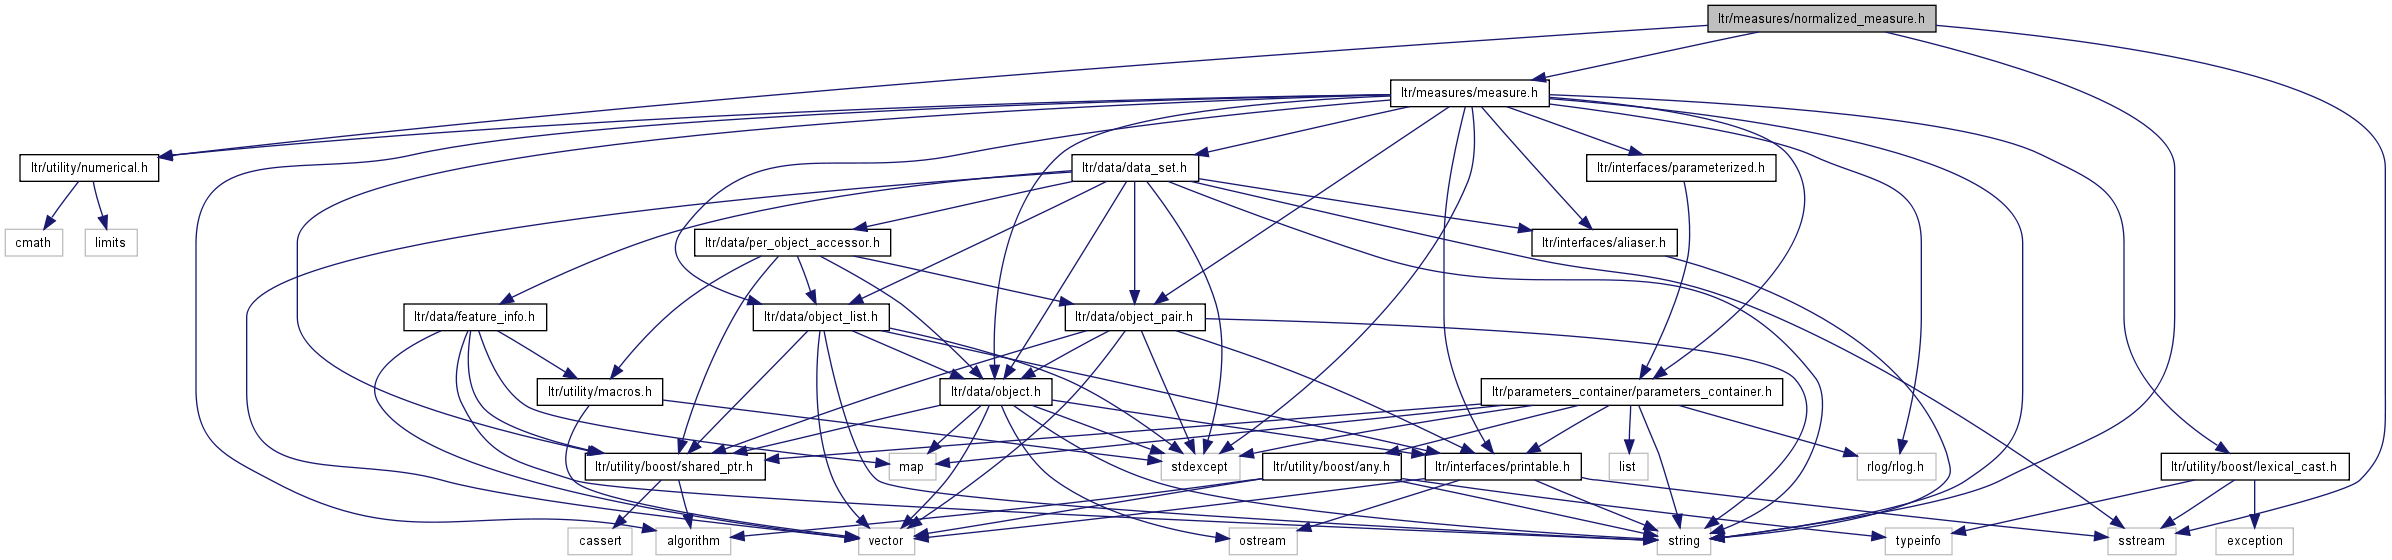 ltr/measures/normalized_measure.h
ltr/measures/measure.h
ltr/utility/numerical.h
ltr/data/data_set.h
ltr/interfaces/parameterized.h
cmath
limits
ltr/data/per_object_accessor.h
ltr/interfaces/aliaser.h
ltr/data/feature_info.h
ltr/data/object_list.h
ltr/data/object_pair.h
ltr/utility/macros.h
ltr/data/object.h
ltr/parameters_container/parameters_container.h
ltr/utility/boost/shared_ptr.h
map
stdexcept
ltr/utility/boost/any.h
ltr/interfaces/printable.h
list
rlog/rlog.h
ltr/utility/boost/lexical_cast.h
cassert
algorithm
vector
ostream
string
typeinfo
sstream
exception